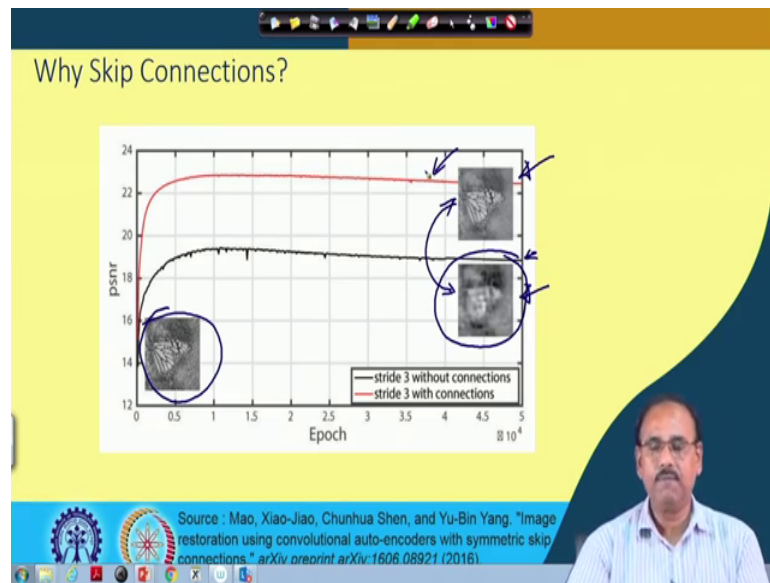 Why Skip Connections?
24
22
20
18
16
14
12
psnr
stride 3 without connections
stride 3 with connections
0 0.5 1 1.5 2 2.5 3 3.5 4 4.5 5
Epoch
10⁴
Source : Mao, Xiao-Jiao, Chunhua Shen, and Yu-Bin Yang. "Image
restoration using convolutional auto-encoders with symmetric skip
connections." arXiv preprint arXiv:1606.08921 (2016).